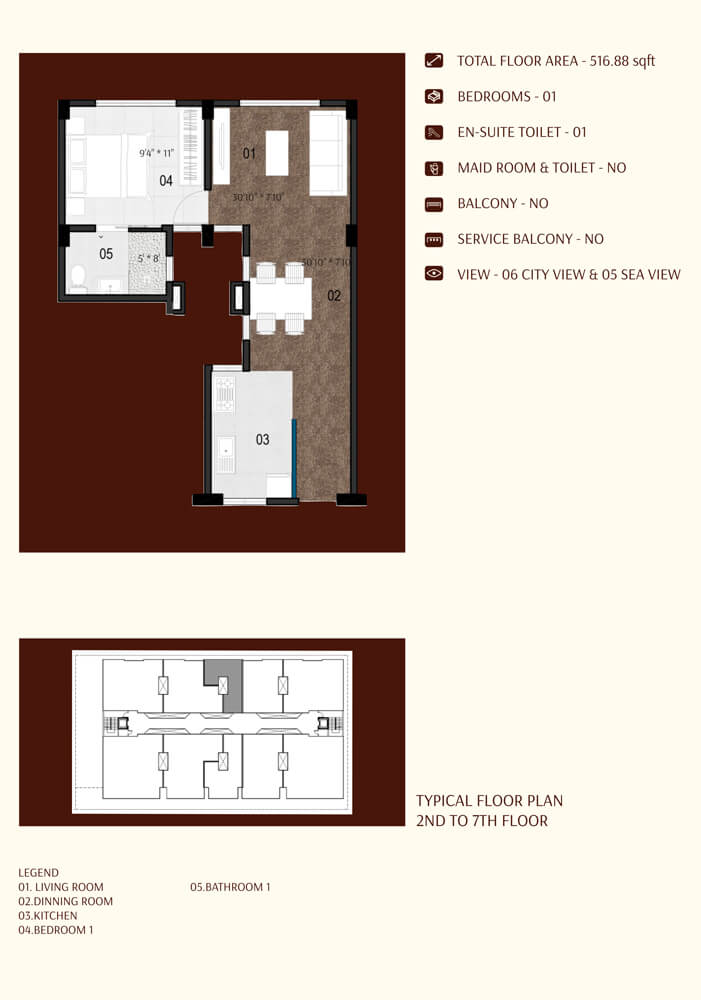 TOTAL FLOOR AREA - 516.88 sqft
BEDROOMS - 01
EN-SUITE TOILET - 01
MAID ROOM & TOILET - NO
BALCONY - NO
SERVICE BALCONY - NO
VIEW - 06 CITY VIEW & 05 SEA VIEW
9'4" * 11"
04
01
30'10" * 7'10"
05
5' * 8'
30'10" * 7'10
02
03
TYPICAL FLOOR PLAN
2ND TO 7TH FLOOR
LEGEND
01. LIVING ROOM
02.DINNING ROOM
03.KITCHEN
04.BEDROOM 1
05.BATHROOM 1